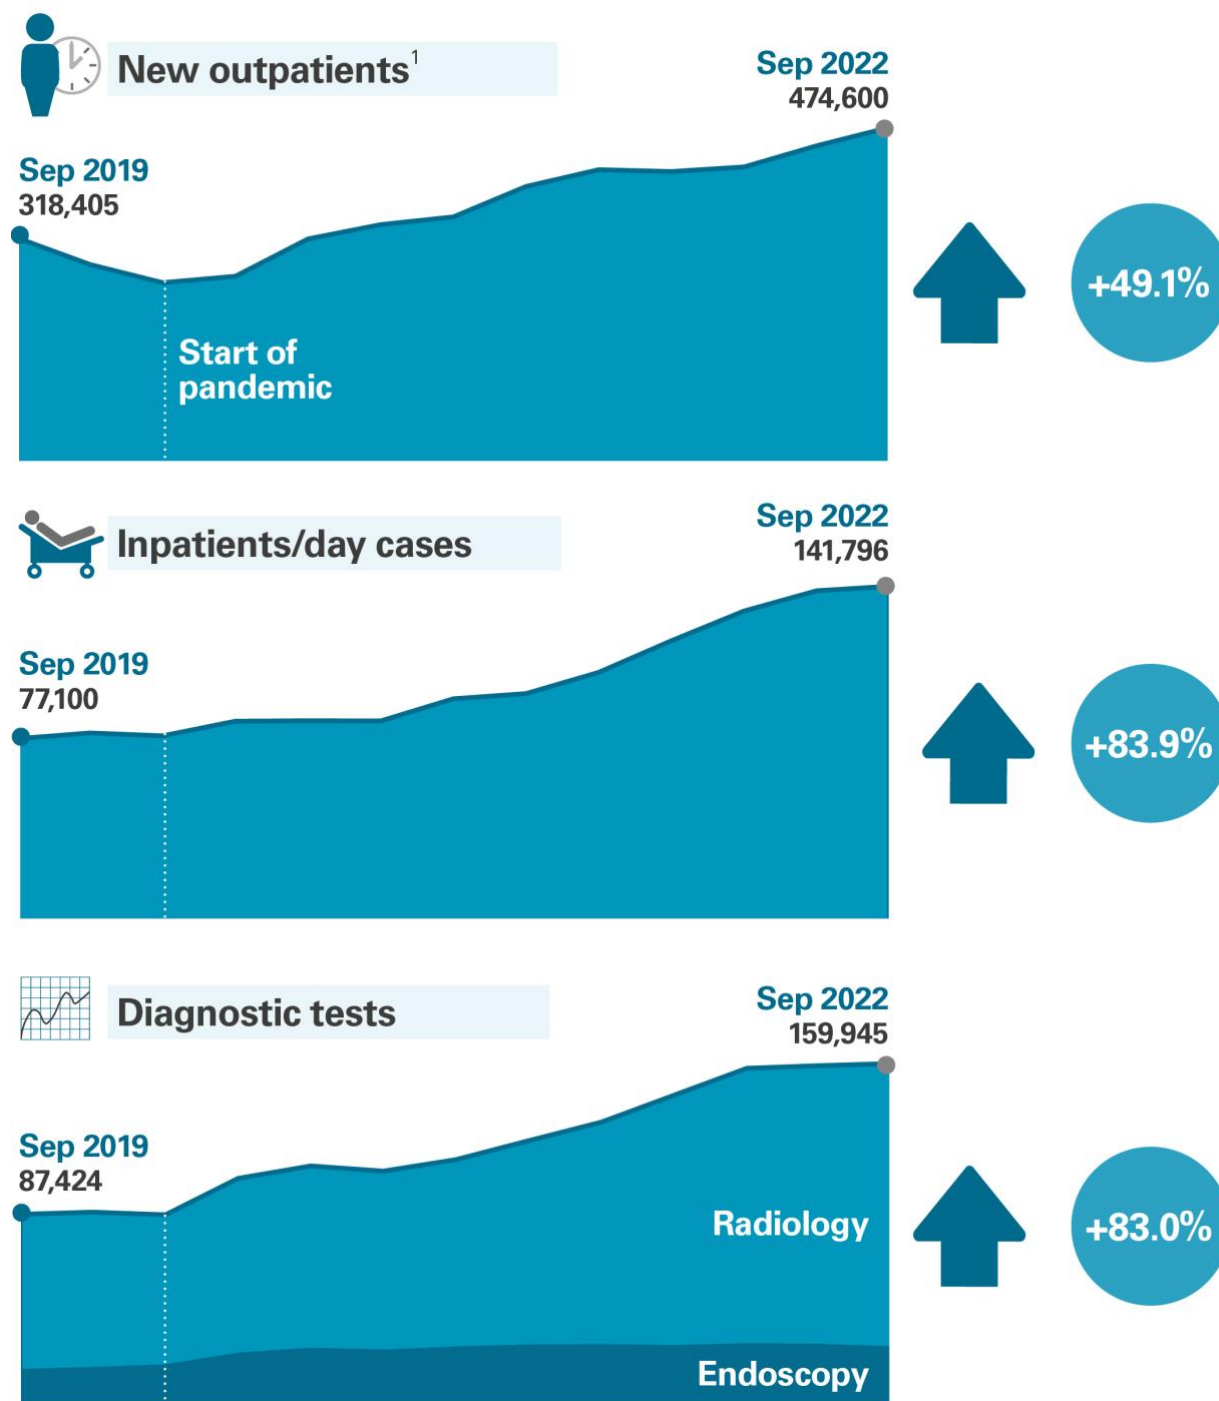 New outpatients¹
Sep 2022
474,600
Sep 2019
318,405
+49.1%
Start of
pandemic
Inpatients/day cases
Sep 2022
141,796
Sep 2019
77,100
+83.9%
Diagnostic tests
Sep 2022
159,945
Sep 2019
87,424
+83.0%
Radiology
Endoscopy